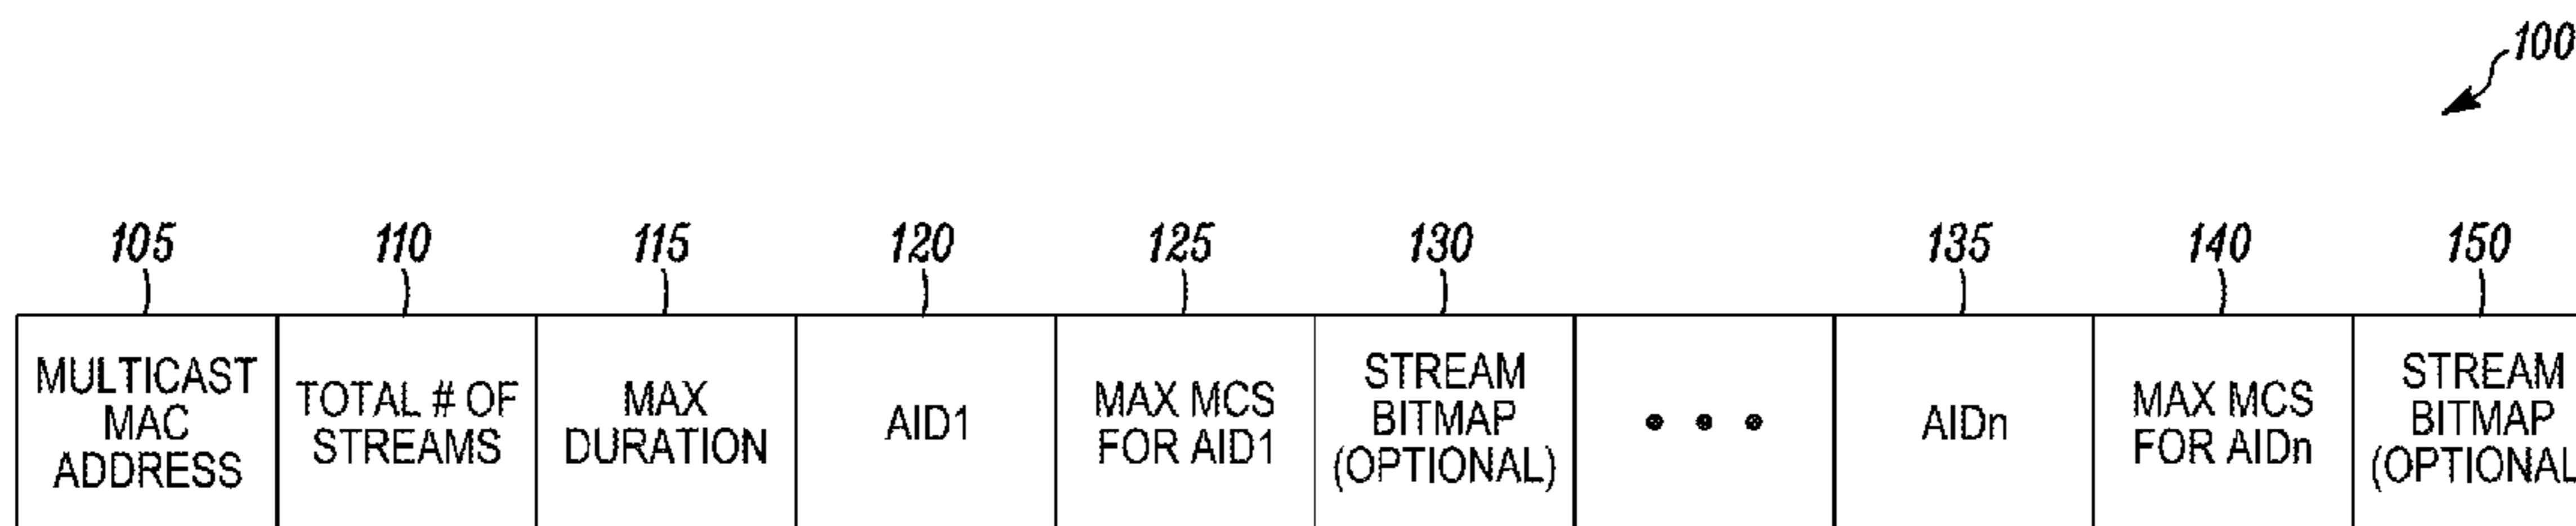 100
105 110 115 120 125 130 135 140 150
MULTICAST
MAC
ADDRESS
TOTAL # OF
STREAMS
MAX
DURATION
AID1
MAX MCS
FOR AID1
STREAM
BITMAP
(OPTIONAL)
• • •
AIDn
MAX MCS
FOR AIDn
STREAM
BITMAP
(OPTIONAL